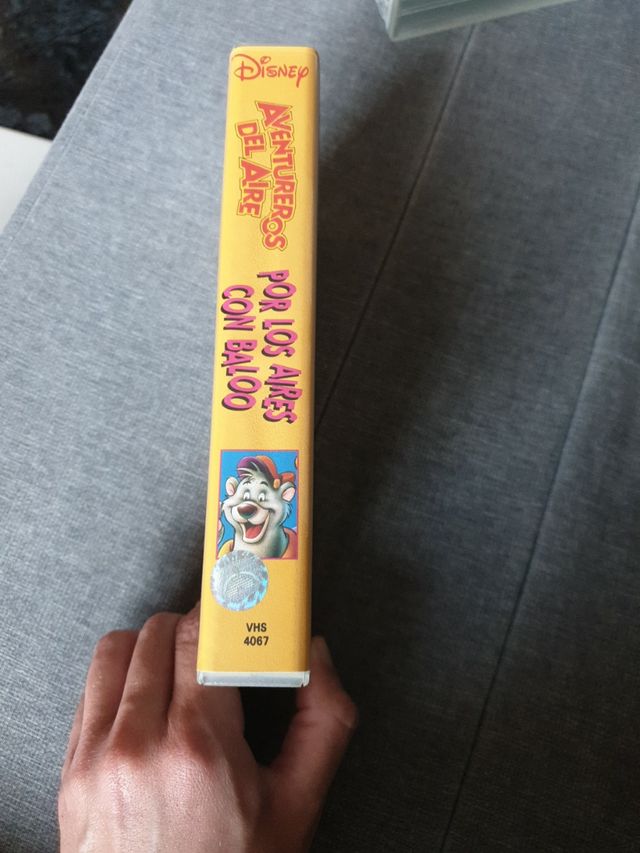 Disney
AVENTUREROS
DEL AIRE
POR LOS AIRES
CON BALOO
VHS
4067